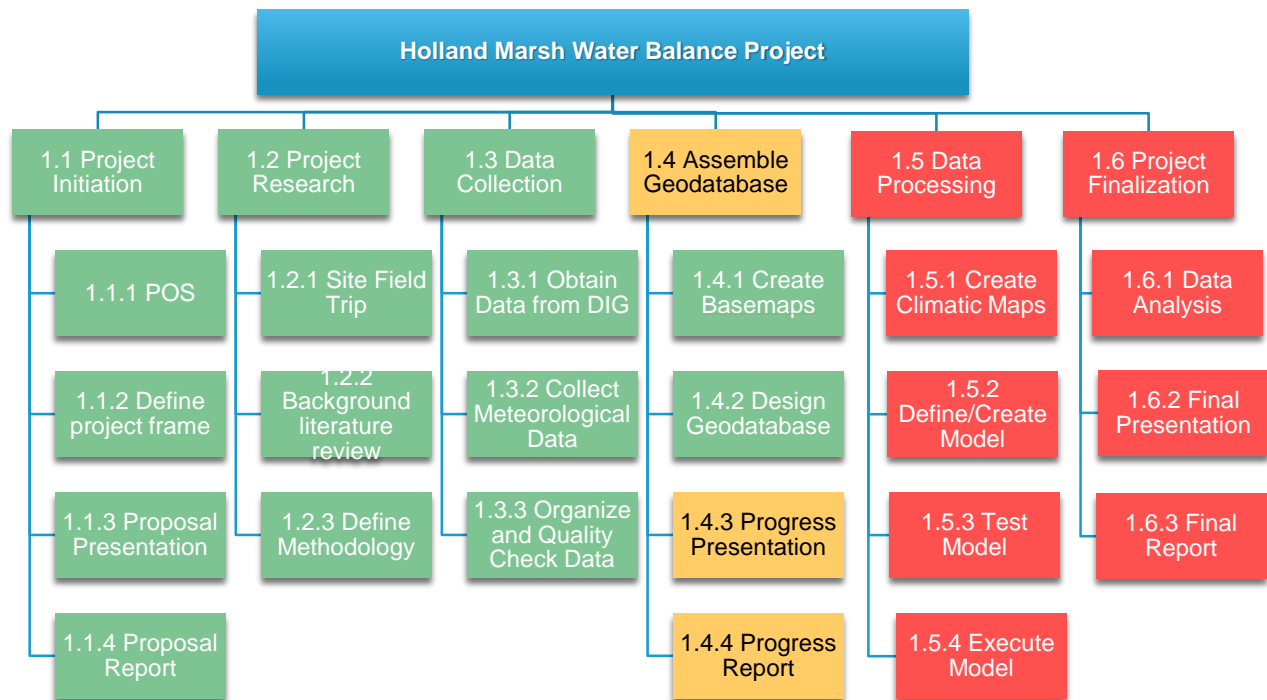 Holland Marsh Water Balance Project
1.1 Project
Initiation
1.2 Project
Research
1.3 Data
Collection
1.4 Assemble
Geodatabase
1.5 Data
Processing
1.6 Project
Finalization
1.1.1 POS
1.1.2 Define
project frame
1.1.3 Proposal
Presentation
1.1.4 Proposal
Report
1.2.1 Site Field
Trip
1.2.2
Background
literature
review
1.2.3 Define
Methodology
1.3.1 Obtain
Data from DIG
1.3.2 Collect
Meteorological
Data
1.3.3 Organize
and Quality
Check Data
1.4.1 Create
Basemaps
1.4.2 Design
Geodatabase
1.4.3 Progress
Presentation
1.4.4 Progress
Report
1.5.1 Create
Climatic Maps
1.5.2
Define/Create
Model
1.5.3 Test
Model
1.5.4 Execute
Model
1.6.1 Data
Analysis
1.6.2 Final
Presentation
1.6.3 Final
Report